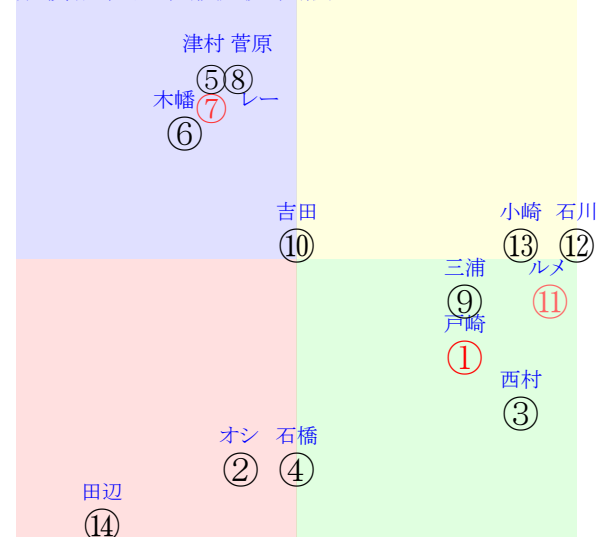 津村 菅原
⑤⑧
木幡 レー
⑦
⑥
吉田 小崎 石川
⑩ ⑬ ⑫
三浦 ルメ
⑨ ⑪
戸崎
①
西村
③
オシ 石橋
② ④
田辺
⑭